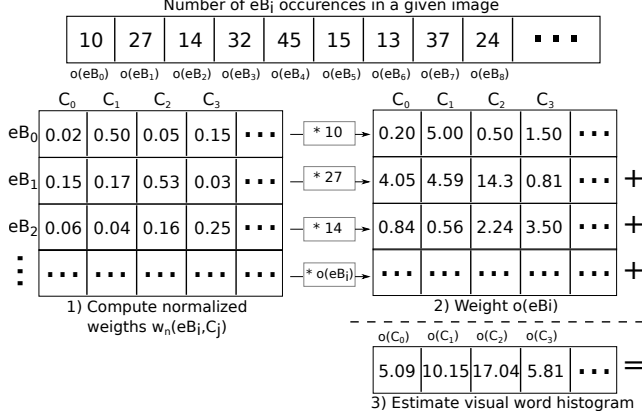 Number of eBi occurences in a given image
10 27 14 32 45 15 13 37 24 ...
o(eB0) o(eB1) o(eB2) o(eB3) o(eB4) o(eB5) o(eB6) o(eB7) o(eB8)
C0 C1 C2 C3 C0 C1 C2 C3
eB0 0.02 0.50 0.05 0.15 ... * 10 0.20 5.00 0.50 1.50 ...
eB1 0.15 0.17 0.53 0.03 ... * 27 4.05 4.59 14.3 0.81 ... +
eB2 0.06 0.04 0.16 0.25 ... * 14 0.84 0.56 2.24 3.50 ... +
... ... ... ... ... ... * o(eBi) ... ... ... ... ... +
1) Compute normalized
weigths wn(eBi,Cj)
2) Weight o(eBi)
o(C0) o(C1) o(C2) o(C3)
5.09 10.15 17.04 5.81 ... =
3) Estimate visual word histogram